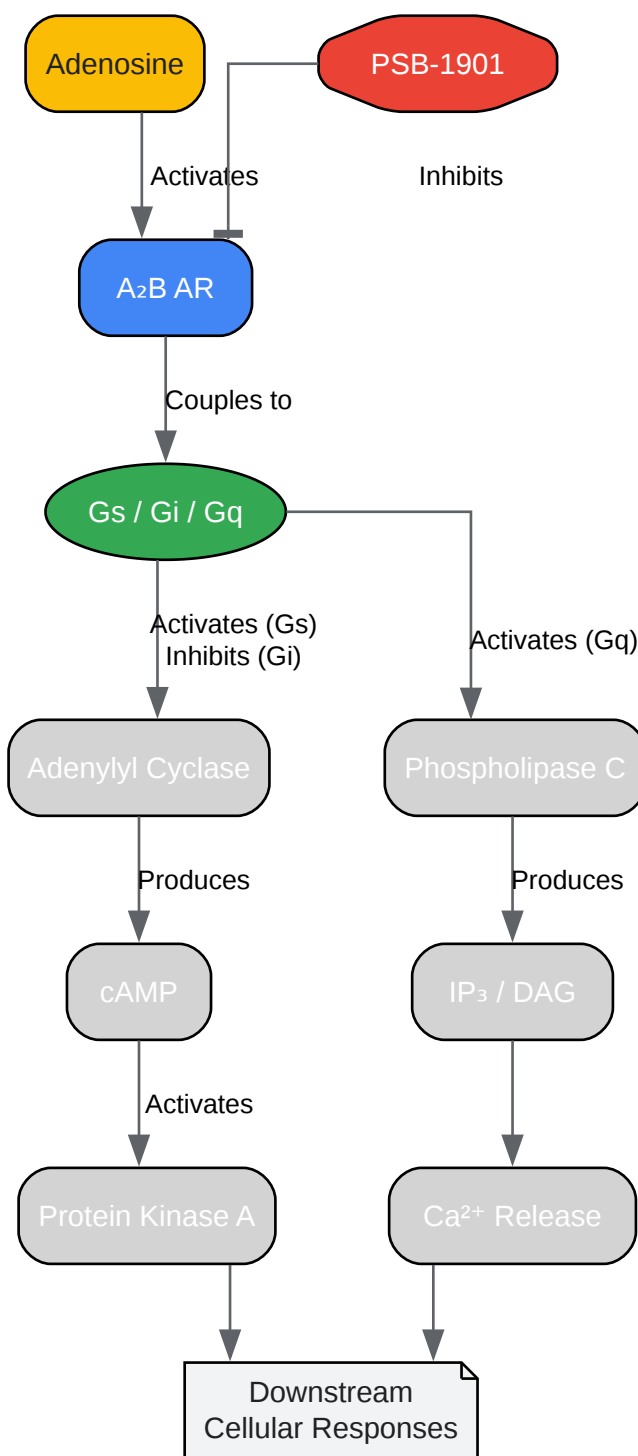 Adenosine
PSB-1901
Activates
Inhibits
A₂B AR
Couples to
Gs / Gi / Gq
Activates (Gs)
Inhibits (Gi)
Activates (Gq)
Adenylyl Cyclase
Phospholipase C
Produces
Produces
cAMP
IP₃ / DAG
Activates
Protein Kinase A
Ca²⁺ Release
Downstream
Cellular Responses